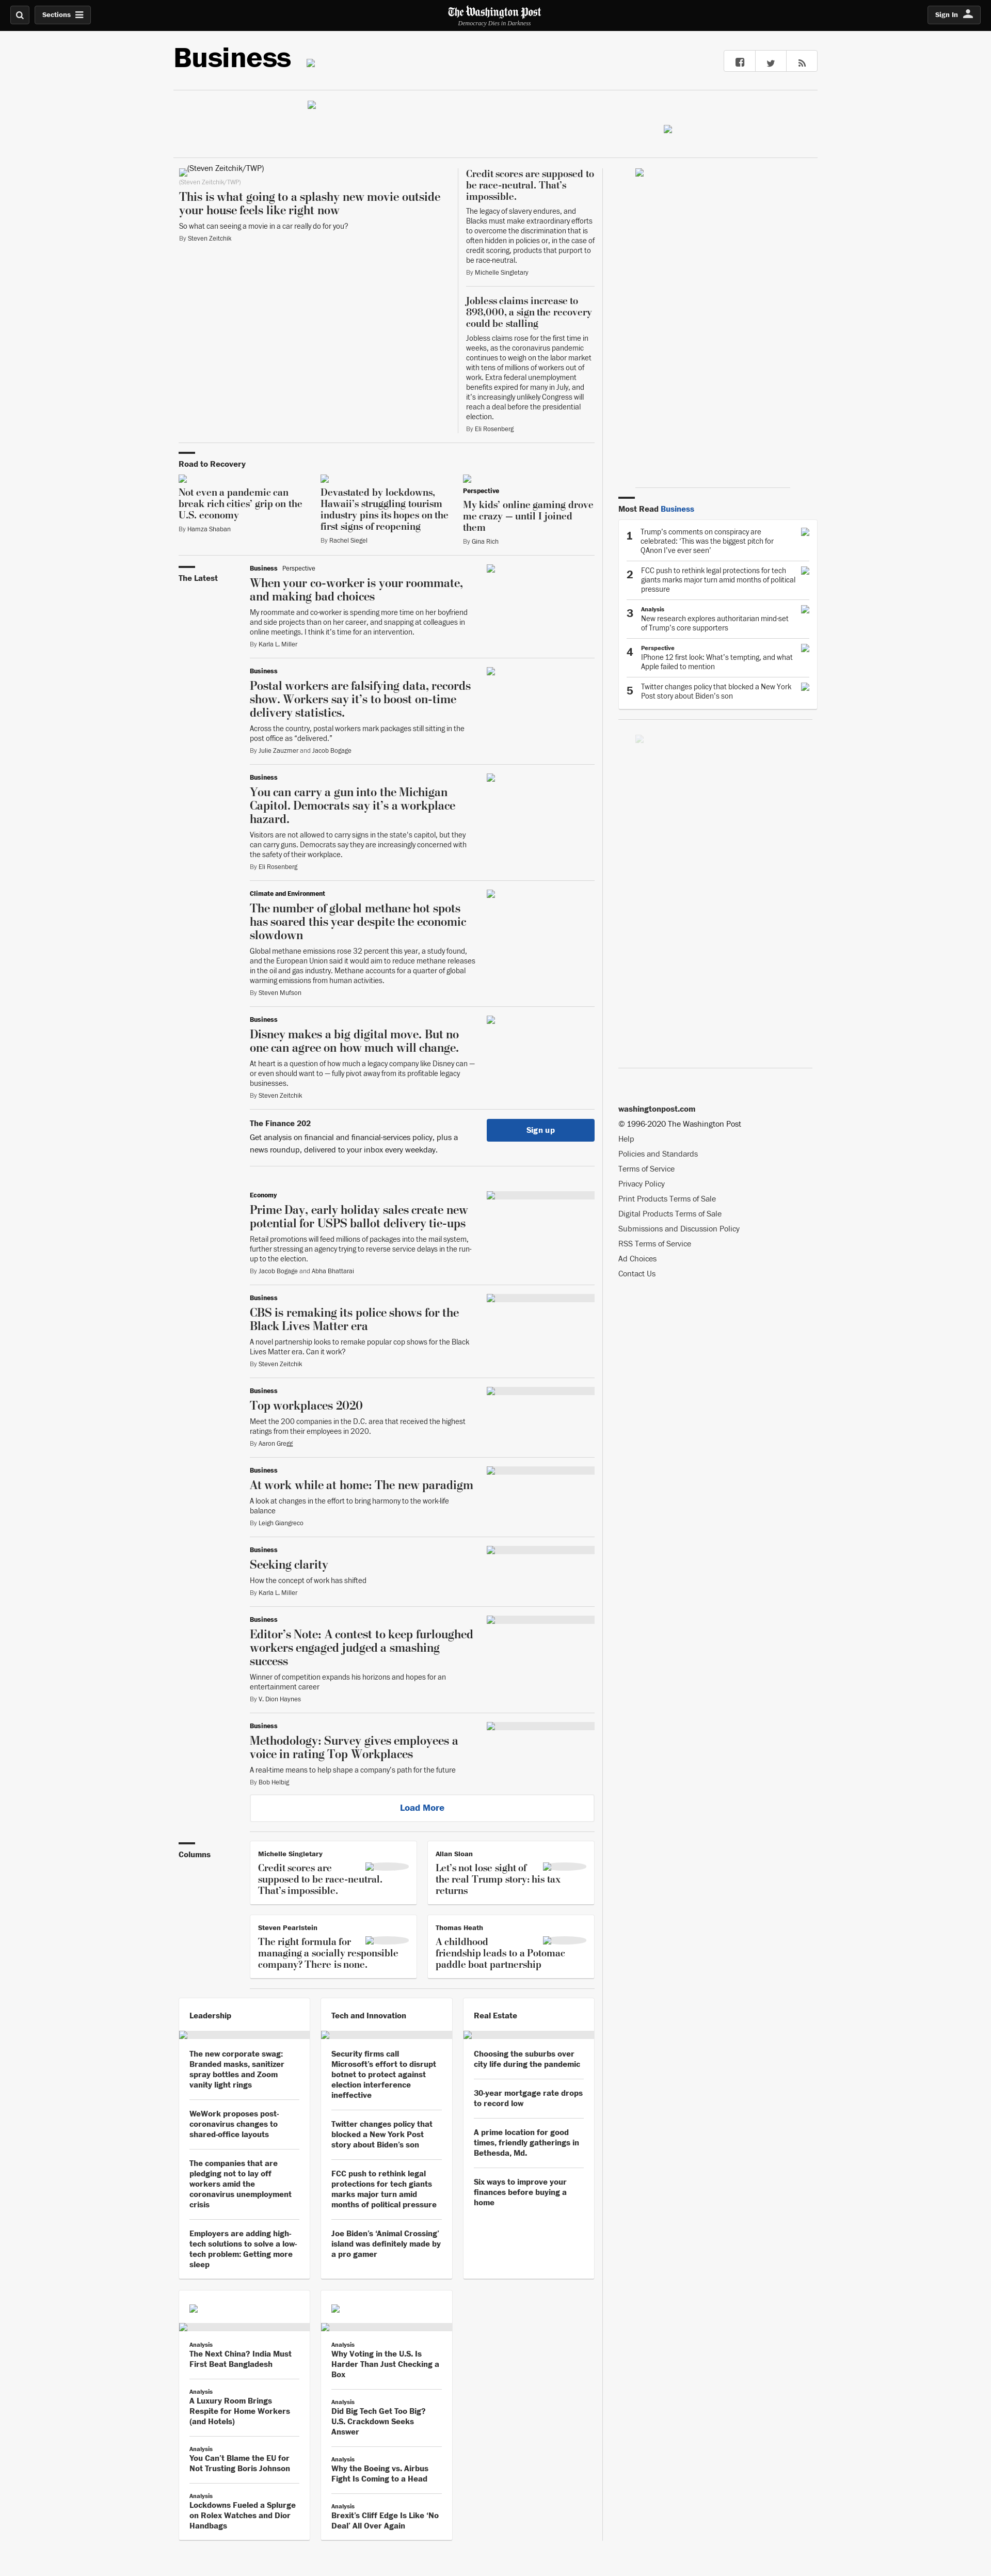 Sections
The Washington Post
Democracy Dies in Darkness
Sign In
Business
(Steven Zeitchik/TWP)
(Steven Zeitchik/TWP)
This is what going to a splashy new movie outside
your house feels like right now
So what can seeing a movie in a car really do for you?
By Steven Zeitchik
Credit scores are supposed to
be race-neutral. That’s
impossible.
The legacy of slavery endures, and
Blacks must make extraordinary efforts
to overcome the discrimination that is
often hidden in policies or, in the case of
credit scoring, products that purport to
be race-neutral.
By Michelle Singletary
Jobless claims increase to
898,000, a sign the recovery
could be stalling
Jobless claims rose for the first time in
weeks, as the coronavirus pandemic
continues to weigh on the labor market
with tens of millions of workers out of
work. Extra federal unemployment
benefits expired for many in July, and
it’s increasingly unlikely Congress will
reach a deal before the presidential
election.
By Eli Rosenberg
Road to Recovery
Not even a pandemic can
break rich cities’ grip on the
U.S. economy
By Hamza Shaban
Devastated by lockdowns,
Hawaii’s struggling tourism
industry pins its hopes on the
first signs of reopening
By Rachel Siegel
Perspective
My kids’ online gaming drove
me crazy — until I joined
them
By Gina Rich
The Latest
Business Perspective
When your co-worker is your roommate,
and making bad choices
My roommate and co-worker is spending more time on her boyfriend
and side projects than on her career, and snapping at colleagues in
online meetings. I think it’s time for an intervention.
By Karla L. Miller
Business
Postal workers are falsifying data, records
show. Workers say it’s to boost on-time
delivery statistics.
Across the country, postal workers mark packages still sitting in the
post office as “delivered.”
By Julie Zauzmer and Jacob Bogage
Business
You can carry a gun into the Michigan
Capitol. Democrats say it’s a workplace
hazard.
Visitors are not allowed to carry signs in the state’s capitol, but they
can carry guns. Democrats say they are increasingly concerned with
the safety of their workplace.
By Eli Rosenberg
Climate and Environment
The number of global methane hot spots
has soared this year despite the economic
slowdown
Global methane emissions rose 32 percent this year, a study found,
and the European Union said it would aim to reduce methane releases
in the oil and gas industry. Methane accounts for a quarter of global
warming emissions from human activities.
By Steven Mufson
Business
Disney makes a big digital move. But no
one can agree on how much will change.
At heart is a question of how much a legacy company like Disney can —
or even should want to — fully pivot away from its profitable legacy
businesses.
By Steven Zeitchik
The Finance 202
Get analysis on financial and financial-services policy, plus a
news roundup, delivered to your inbox every weekday.
Sign up
Economy
Prime Day, early holiday sales create new
potential for USPS ballot delivery tie-ups
Retail promotions will feed millions of packages into the mail system,
further stressing an agency trying to reverse service delays in the run-
up to the election.
By Jacob Bogage and Abha Bhattarai
Business
CBS is remaking its police shows for the
Black Lives Matter era
A novel partnership looks to remake popular cop shows for the Black
Lives Matter era. Can it work?
By Steven Zeitchik
Business
Top workplaces 2020
Meet the 200 companies in the D.C. area that received the highest
ratings from their employees in 2020.
By Aaron Gregg
Business
At work while at home: The new paradigm
A look at changes in the effort to bring harmony to the work-life
balance
By Leigh Giangreco
Business
Seeking clarity
How the concept of work has shifted
By Karla L. Miller
Business
Editor’s Note: A contest to keep furloughed
workers engaged judged a smashing
success
Winner of competition expands his horizons and hopes for an
entertainment career
By V. Dion Haynes
Business
Methodology: Survey gives employees a
voice in rating Top Workplaces
A real-time means to help shape a company’s path for the future
By Bob Helbig
Load More
Columns
Michelle Singletary
Credit scores are
supposed to be race-neutral.
That’s impossible.
Allan Sloan
Let’s not lose sight of
the real Trump story: his tax
returns
Steven Pearlstein
The right formula for
managing a socially responsible
company? There is none.
Thomas Heath
A childhood
friendship leads to a Potomac
paddle boat partnership
Leadership
The new corporate swag:
Branded masks, sanitizer
spray bottles and Zoom
vanity light rings
WeWork proposes post-
coronavirus changes to
shared-office layouts
The companies that are
pledging not to lay off
workers amid the
coronavirus unemployment
crisis
Employers are adding high-
tech solutions to solve a low-
tech problem: Getting more
sleep
Tech and Innovation
Security firms call
Microsoft’s effort to disrupt
botnet to protect against
election interference
ineffective
Twitter changes policy that
blocked a New York Post
story about Biden’s son
FCC push to rethink legal
protections for tech giants
marks major turn amid
months of political pressure
Joe Biden’s ‘Animal Crossing’
island was definitely made by
a pro gamer
Real Estate
Choosing the suburbs over
city life during the pandemic
30-year mortgage rate drops
to record low
A prime location for good
times, friendly gatherings in
Bethesda, Md.
Six ways to improve your
finances before buying a
home
Analysis
The Next China? India Must
First Beat Bangladesh
Analysis
A Luxury Room Brings
Respite for Home Workers
(and Hotels)
Analysis
You Can’t Blame the EU for
Not Trusting Boris Johnson
Analysis
Lockdowns Fueled a Splurge
on Rolex Watches and Dior
Handbags
Analysis
Why Voting in the U.S. Is
Harder Than Just Checking a
Box
Analysis
Did Big Tech Get Too Big?
U.S. Crackdown Seeks
Answer
Analysis
Why the Boeing vs. Airbus
Fight Is Coming to a Head
Analysis
Brexit’s Cliff Edge Is Like ‘No
Deal’ All Over Again
Most Read Business
1
Trump’s comments on conspiracy are
celebrated: ‘This was the biggest pitch for
QAnon I’ve ever seen’
2
FCC push to rethink legal protections for tech
giants marks major turn amid months of political
pressure
3
Analysis
New research explores authoritarian mind-set
of Trump’s core supporters
4
Perspective
IPhone 12 first look: What’s tempting, and what
Apple failed to mention
5
Twitter changes policy that blocked a New York
Post story about Biden’s son
washingtonpost.com
© 1996-2020 The Washington Post
Help
Policies and Standards
Terms of Service
Privacy Policy
Print Products Terms of Sale
Digital Products Terms of Sale
Submissions and Discussion Policy
RSS Terms of Service
Ad Choices
Contact Us